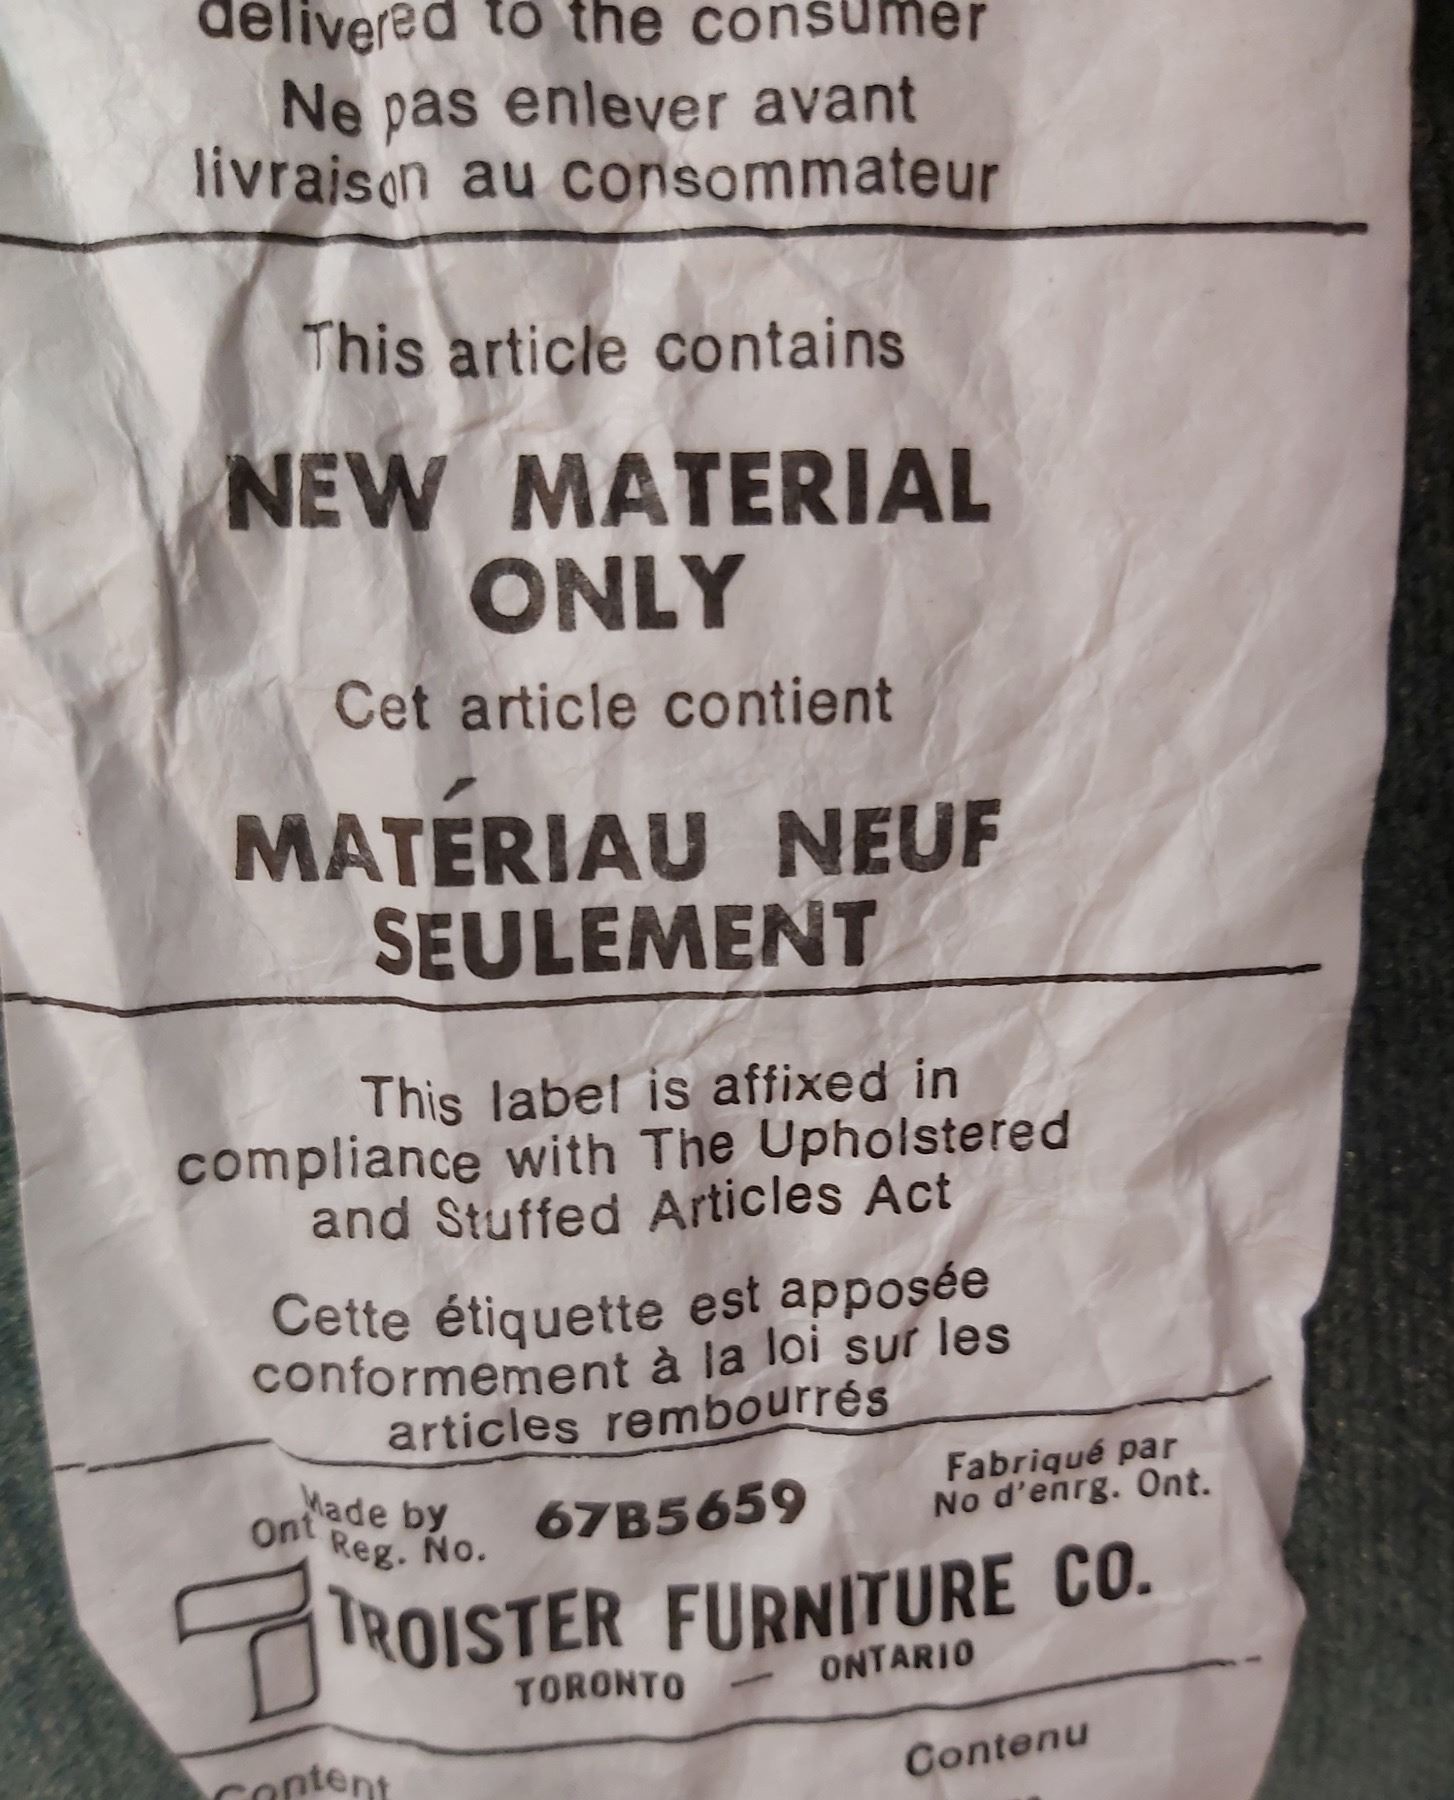 delivered to the consumer
Ne pas enlever avant
livraison au consommateur
This article contains
NEW MATERIAL
ONLY
Cet article contient
MATÉRIAU NEUF
SEULEMENT
This label is affixed in
compliance with The Upholstered
and Stuffed Articles Act
Cette étiquette est apposée
conformement à la loi sur les
articles rembourrés
Made by
Ont Reg. No.
67B5659
Fabriqué par
No d'enrg. Ont.
TROISTER FURNITURE CO.
TORONTO — ONTARIO
Content Contenu